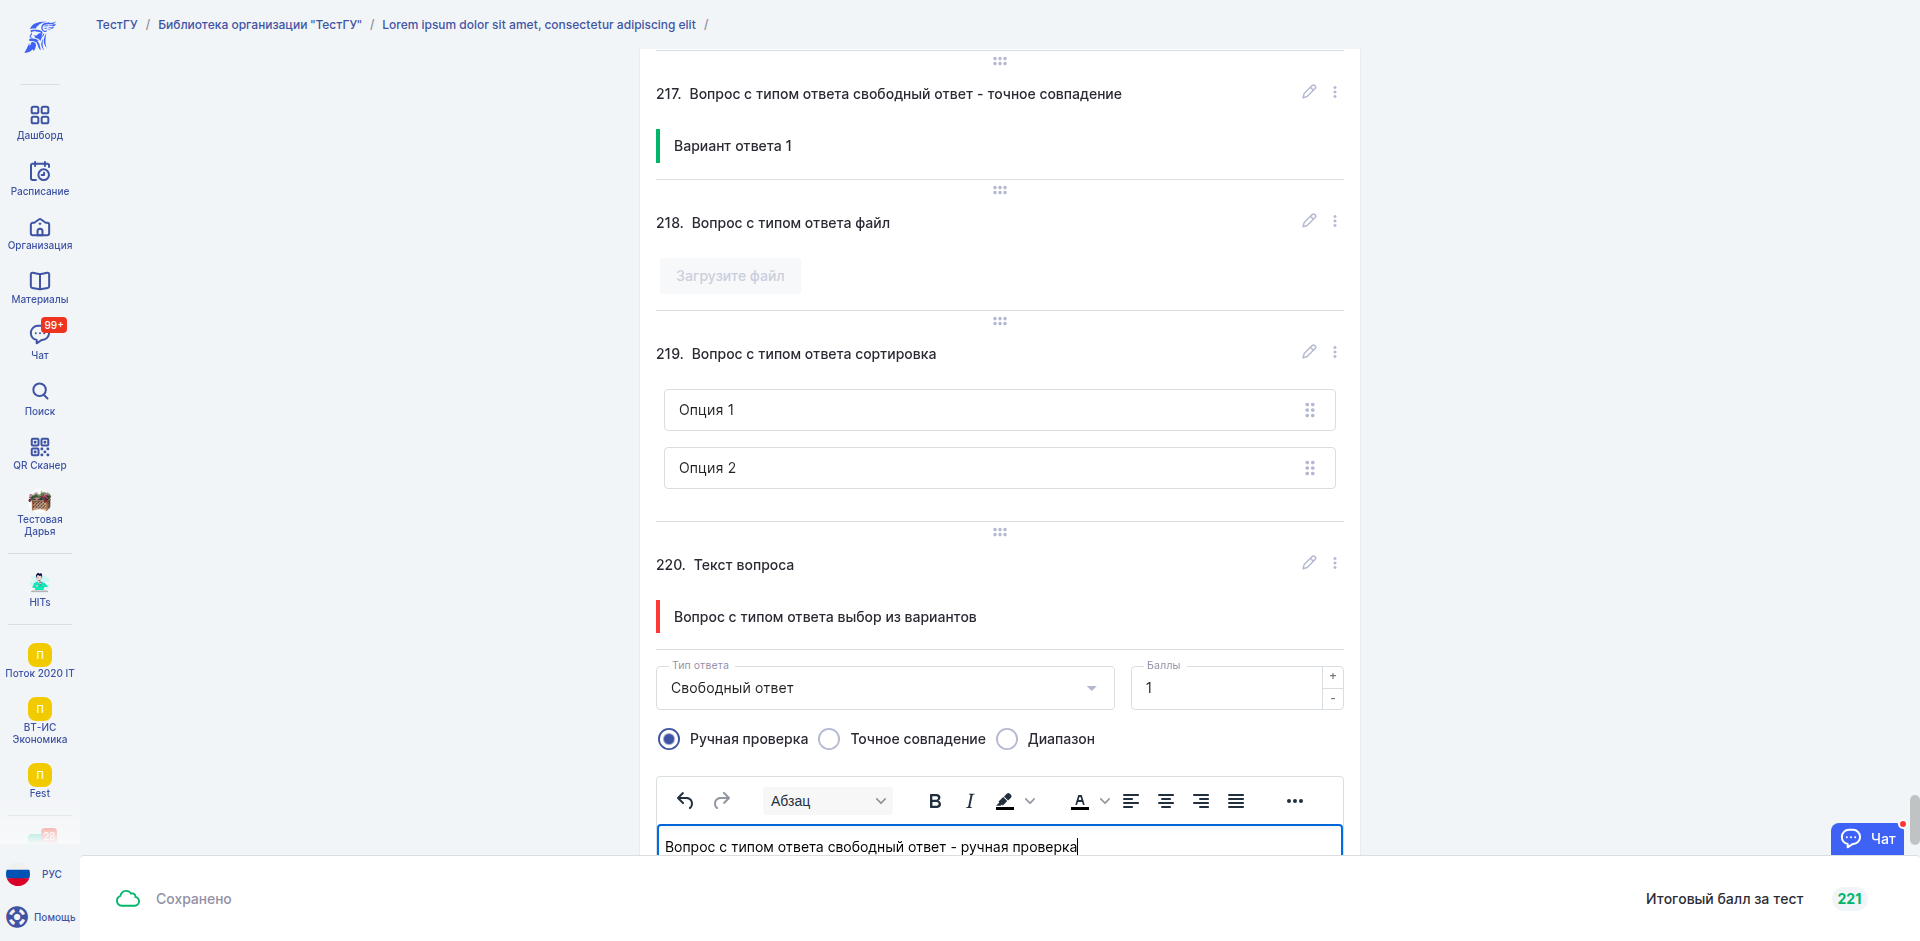 ТестГУ / Библиотека организации "ТестГУ" / Lorem ipsum dolor sit amet, consectetur adipiscing elit /
Дашборд
Расписание
Организация
Материалы
99+
Чат
Поиск
QR Сканер
Тестовая
Дарья
HITs
П
Поток 2020 IT
П
ВТ-ИС
Экономика
П
Fest
28
РУС
Помощь
217. Вопрос с типом ответа свободный ответ - точное совпадение
Вариант ответа 1
218. Вопрос с типом ответа файл
Загрузите файл
219. Вопрос с типом ответа сортировка
Опция 1
Опция 2
220. Текст вопроса
Вопрос с типом ответа выбор из вариантов
Тип ответа
Свободный ответ
Баллы
1
+
-
Ручная проверка Точное совпадение Диапазон
Абзац B I A
Вопрос с типом ответа свободный ответ - ручная проверка
Чат
Сохранено
Итоговый балл за тест 221